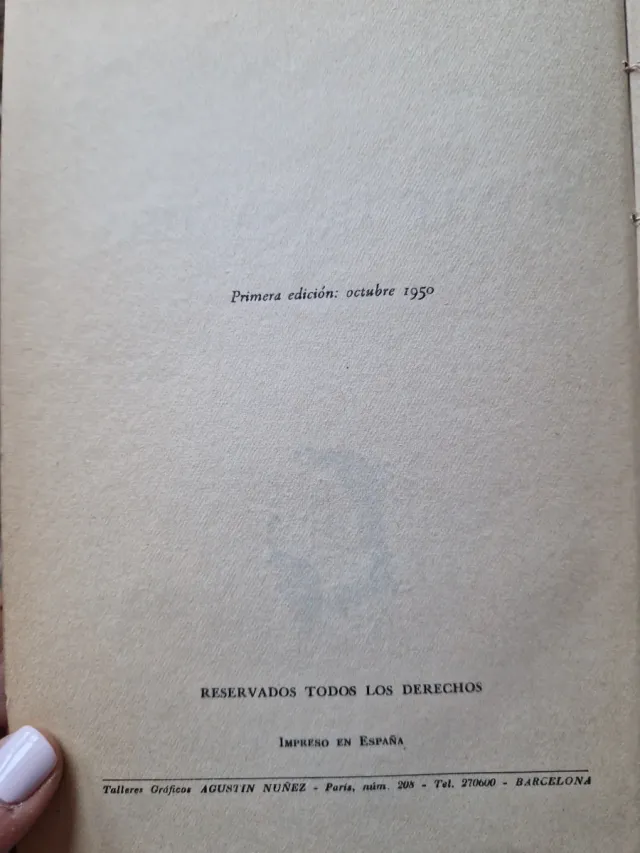 Primera edición: octubre 1950
RESERVADOS TODOS LOS DERECHOS
IMPRESO EN ESPAÑA
Talleres Gráficos AGUSTIN NUÑEZ - París, núm. 208 - Tel. 270600 - BARCELONA